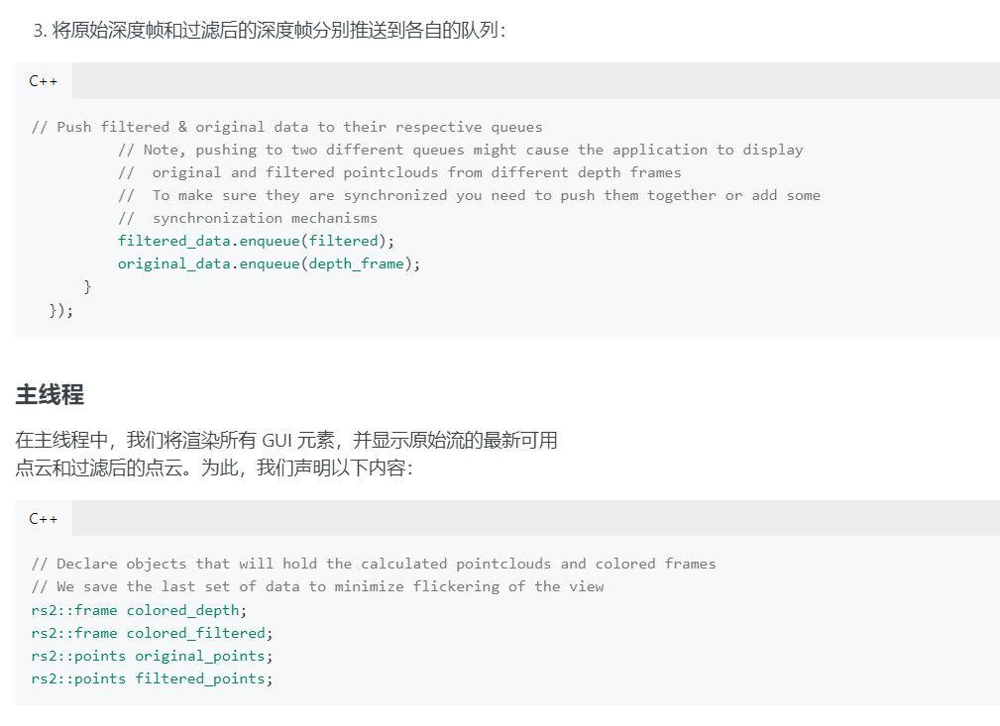 3. 将原始深度帧和过滤后的深度帧分别推送到各自的队列：
C++
// Push filtered & original data to their respective queues
// Note, pushing to two different queues might cause the application to display
//  original and filtered pointclouds from different depth frames
//  To make sure they are synchronized you need to push them together or add some
//  synchronization mechanisms
filtered_data.enqueue(filtered);
original_data.enqueue(depth_frame);
}
});
主线程
在主线程中，我们将渲染所有 GUI 元素，并显示原始流的最新可用
点云和过滤后的点云。为此，我们声明以下内容：
C++
// Declare objects that will hold the calculated pointclouds and colored frames
// We save the last set of data to minimize flickering of the view
rs2::frame colored_depth;
rs2::frame colored_filtered;
rs2::points original_points;
rs2::points filtered_points;